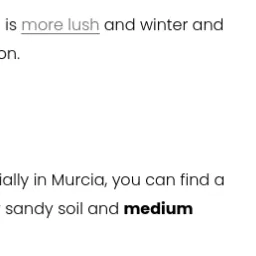 is more lush and winter and
on.
ially in Murcia, you can find a
sandy soil and medium